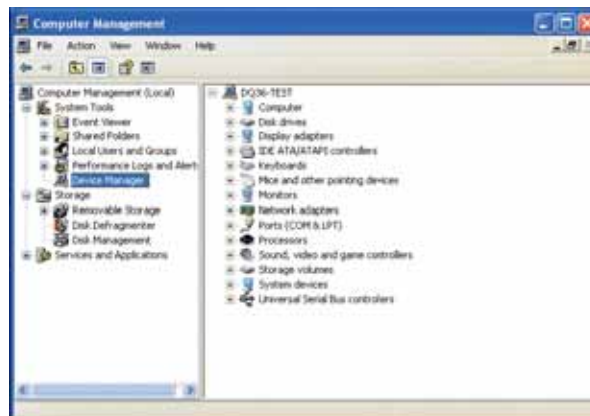 Computer Management
File Action View Window Help
Computer Management (Local)
System Tools
Event Viewer
Shared Folders
Local Users and Groups
Performance Logs and Alert
Device Manager
Storage
Removable Storage
Disk Defragmenter
Disk Management
Services and Applications
DQ36-TEST
Computer
Disk drives
Display adapters
IDE ATA/ATAPI controllers
Keyboards
Mice and other pointing devices
Monitors
Network adapters
Ports (COM & LPT)
Processors
Sound, video and game controllers
Storage volumes
System devices
Universal Serial Bus controllers